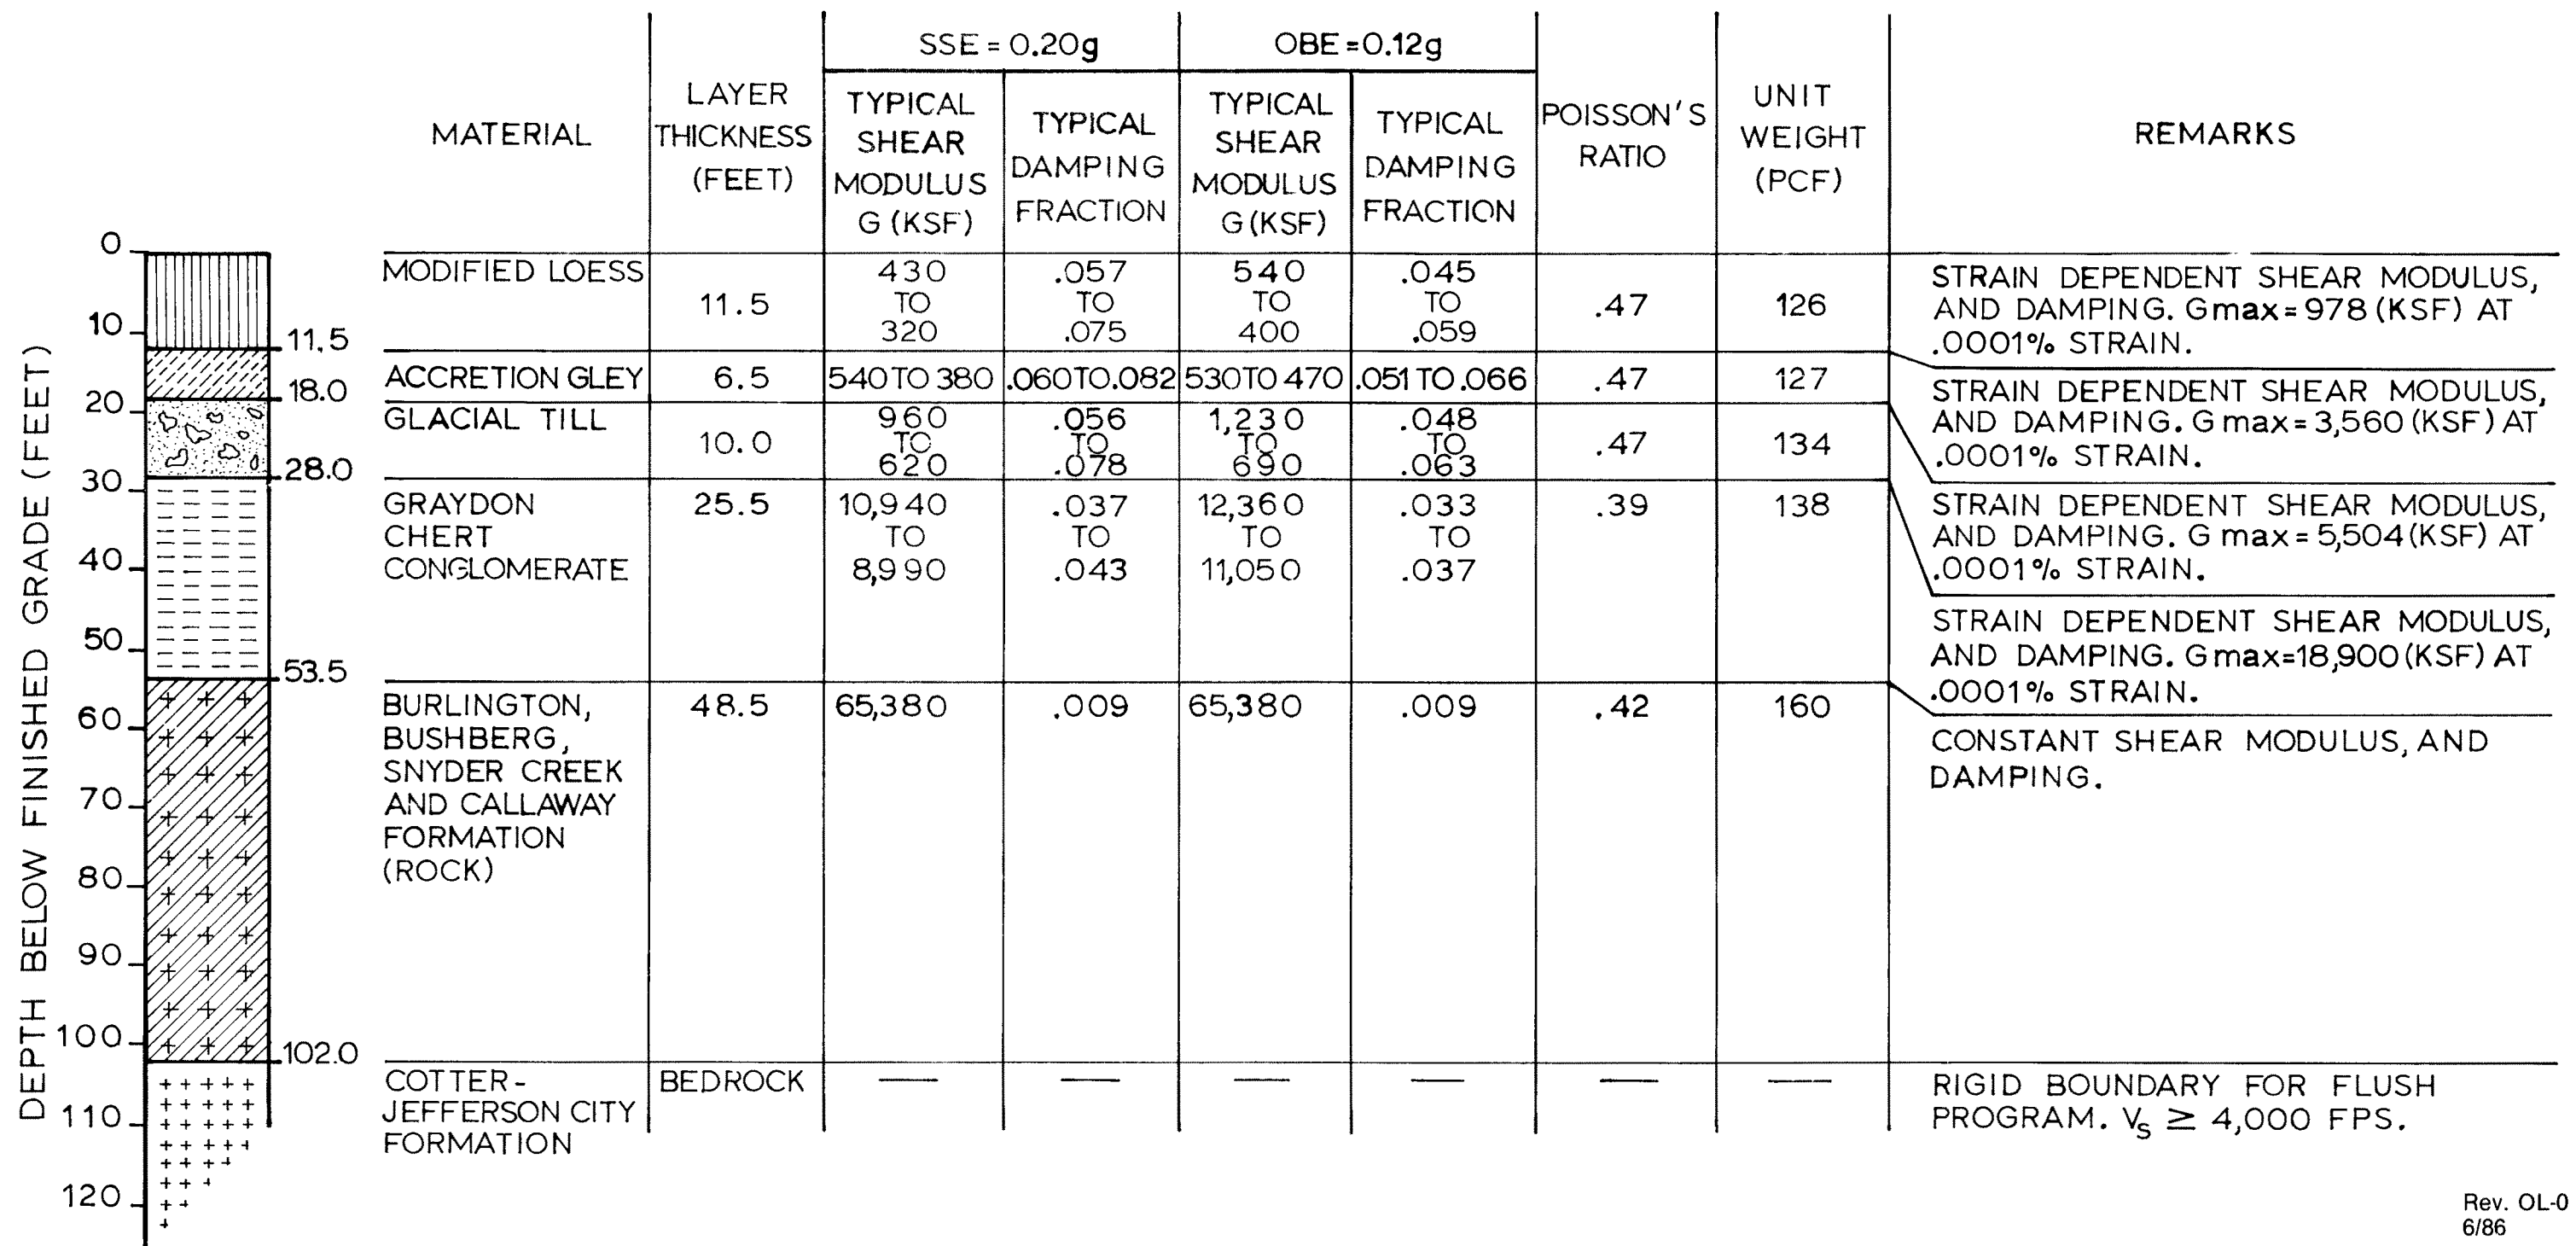 SSE = 0.20g
OBE = 0.12g
MATERIAL
LAYER
THICKNESS
(FEET)
TYPICAL
SHEAR
MODULUS
G (KSF)
TYPICAL
DAMPING
FRACTION
TYPICAL
SHEAR
MODULUS
G (KSF)
TYPICAL
DAMPING
FRACTION
POISSON'S
RATIO
UNIT
WEIGHT
(PCF)
REMARKS
DEPTH BELOW FINISHED GRADE (FEET)
0
10
20
30
40
50
60
70
80
90
100
110
120
11.5
18.0
28.0
53.5
102.0
MODIFIED LOESS
11.5
430
TO
320
.057
TO
.075
540
TO
400
.045
TO
.059
.47
126
STRAIN DEPENDENT SHEAR MODULUS,
AND DAMPING. Gmax = 978 (KSF) AT
.0001% STRAIN.
ACCRETION GLEY
6.5
540 TO 380
.060 TO .082
530 TO 470
.051 TO .066
.47
127
STRAIN DEPENDENT SHEAR MODULUS,
AND DAMPING. G max = 3,560 (KSF) AT
.0001% STRAIN.
GLACIAL TILL
10.0
960
TO
620
.056
TO
.078
1,230
TO
690
.048
TO
.063
.47
134
STRAIN DEPENDENT SHEAR MODULUS,
AND DAMPING. G max = 5,504 (KSF) AT
.0001% STRAIN.
GRAYDON
CHERT
CONGLOMERATE
25.5
10,940
TO
8,990
.037
TO
.043
12,360
TO
11,050
.033
TO
.037
.39
138
STRAIN DEPENDENT SHEAR MODULUS,
AND DAMPING. Gmax=18,900 (KSF) AT
.0001% STRAIN.
BURLINGTON,
BUSHBERG,
SNYDER CREEK
AND CALLAWAY
FORMATION
(ROCK)
48.5
65,380
.009
65,380
.009
.42
160
CONSTANT SHEAR MODULUS, AND
DAMPING.
COTTER-
JEFFERSON CITY
FORMATION
BEDROCK
—
—
—
—
—
—
RIGID BOUNDARY FOR FLUSH
PROGRAM. Vs ≥ 4,000 FPS.
Rev. OL-0
6/86